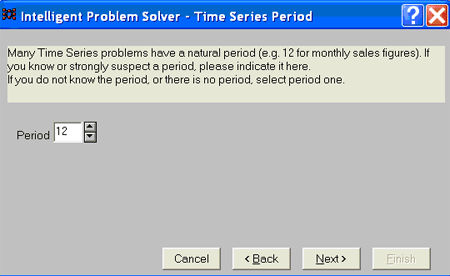 Intelligent Problem Solver - Time Series Period
Many Time Series problems have a natural period (e.g. 12 for monthly sales figures). If
you know or strongly suspect a period, please indicate it here.
If you do not know the period, or there is no period, select period one.
Period 12
Cancel < Back Next > Finish